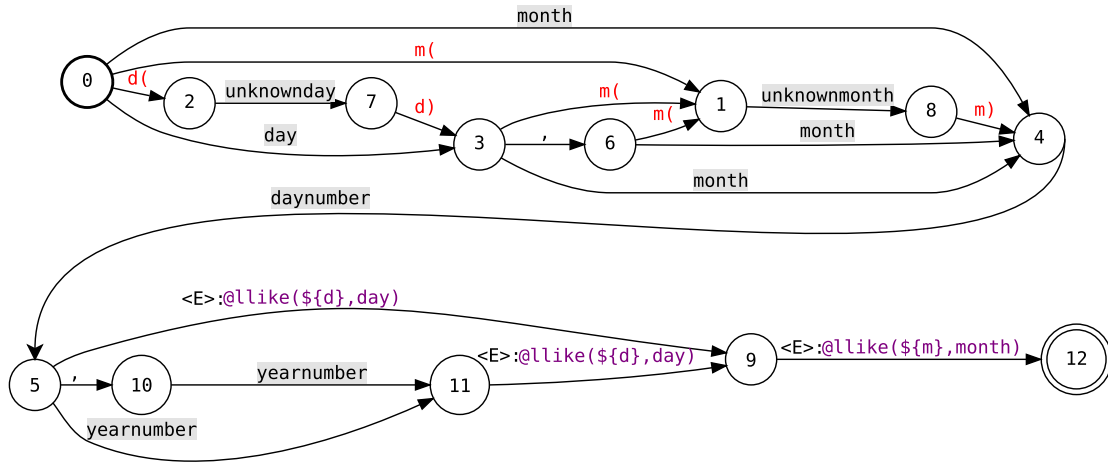 month
m(
0
d(
2
unknownday
7
d)
day
3
m(
,
6
m(
1
unknownmonth
8
m)
month
4
month
daynumber
<E>:@llike(${d},day)
5
,
10
yearnumber
yearnumber
11
<E>:@llike(${d},day)
9
<E>:@llike(${m},month)
12